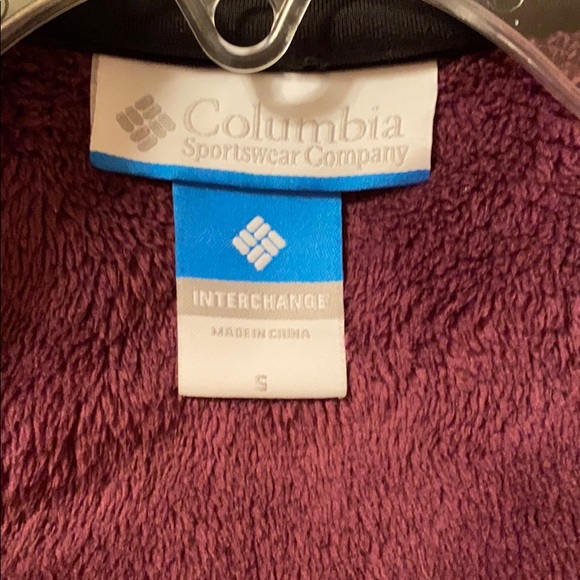 Columbia
Sportswear Company
INTERCHANGE
MADE IN CHINA
S